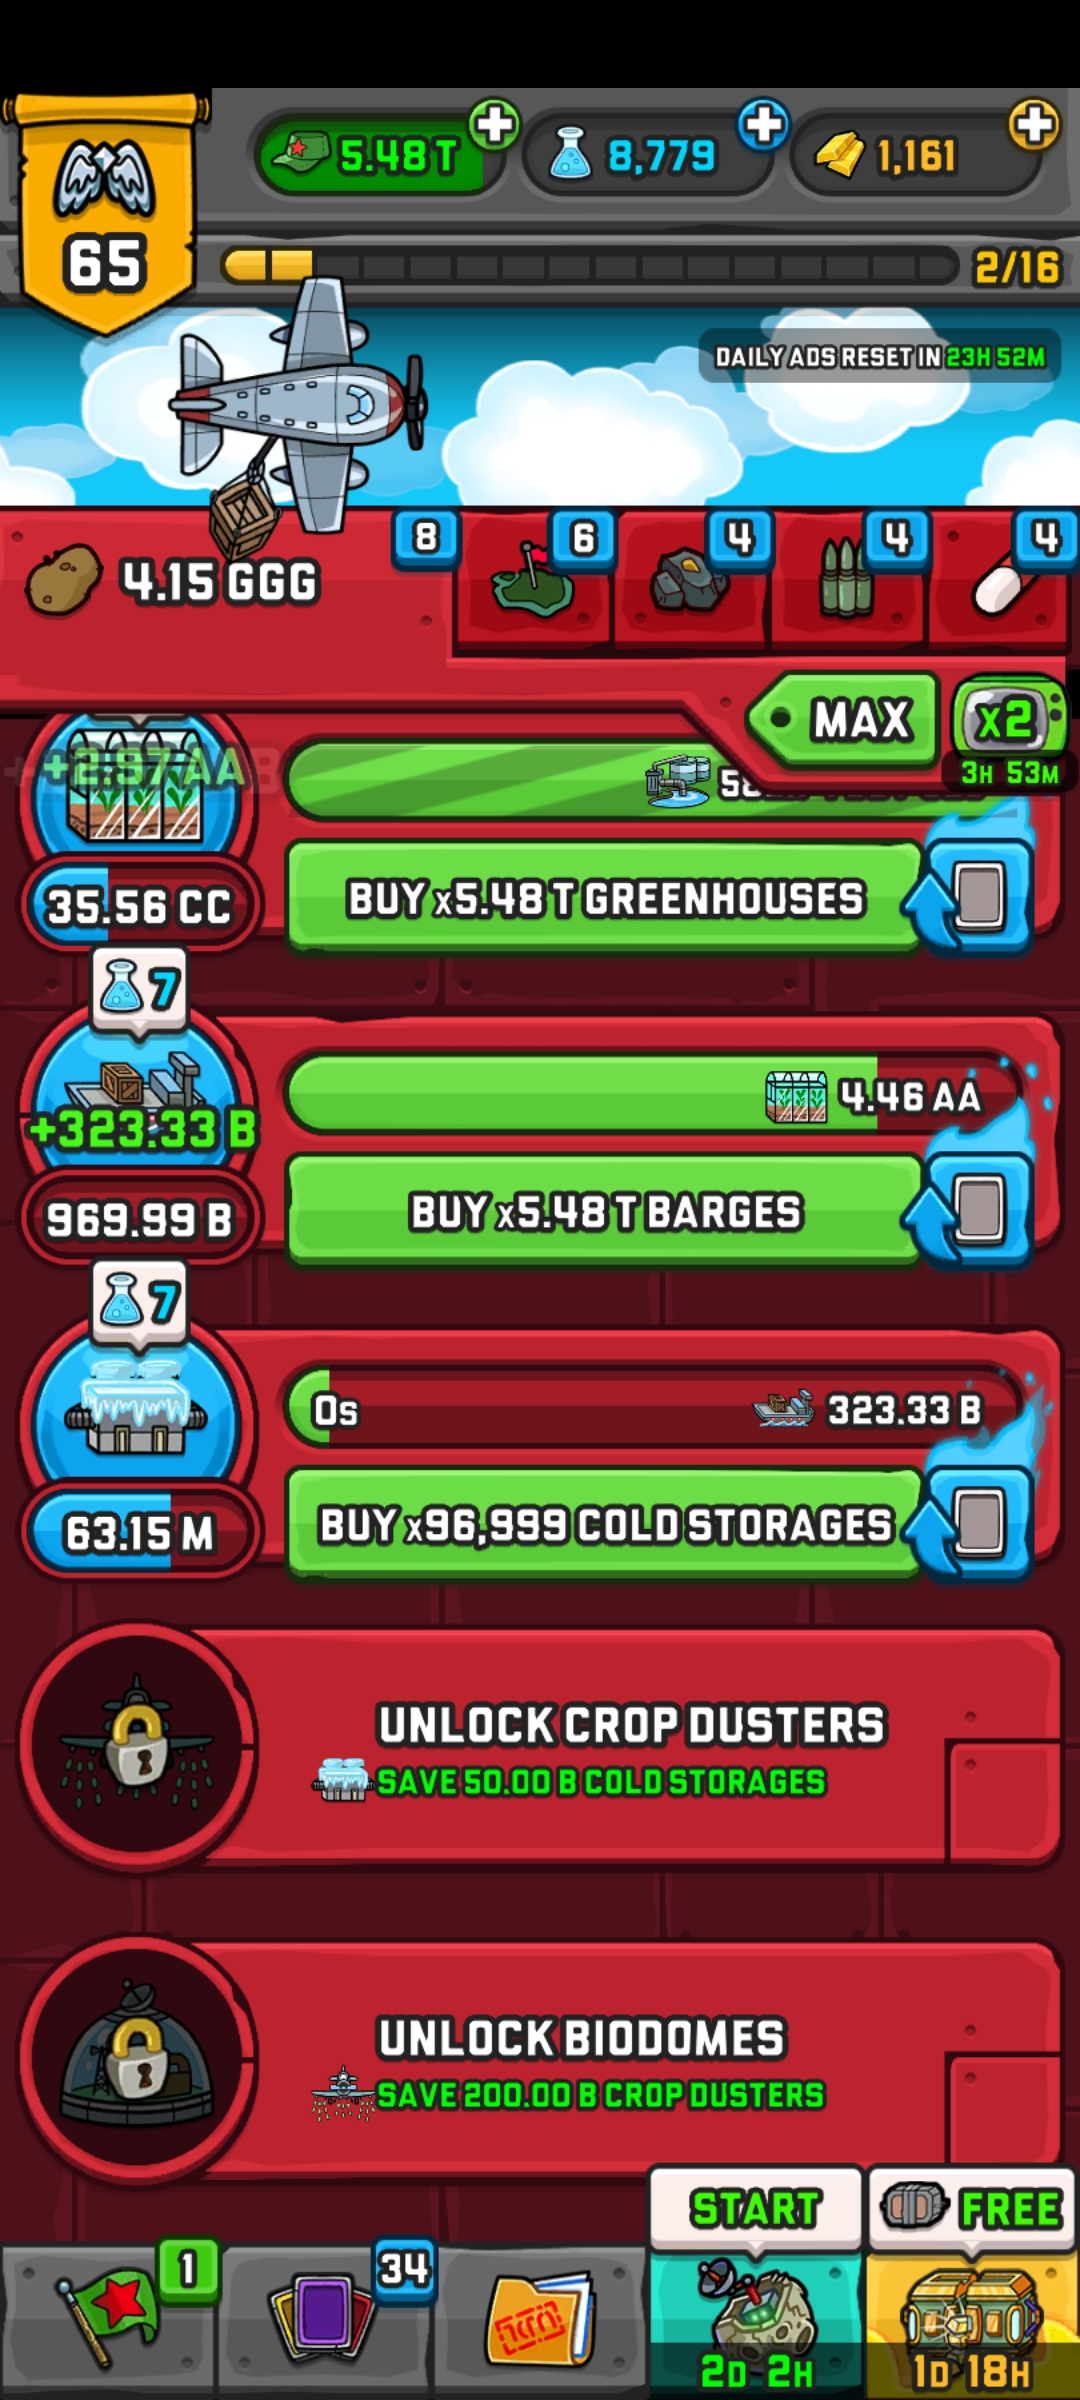 5.48 T
8,779
1,161
65
2/16
DAILY ADS RESET IN 23H 52M
4.15 GGG
8
6
4
4
4
MAX
x2
3H 53M
+2.97 AA
35.56 CC
BUY x5.48 T GREENHOUSES
7
+323.33 B
4.46 AA
969.99 B
BUY x5.48 T BARGES
7
0s
323.33 B
63.15 M
BUY x96,999 COLD STORAGES
UNLOCK CROP DUSTERS
SAVE 50.00 B COLD STORAGES
UNLOCK BIODOMES
SAVE 200.00 B CROP DUSTERS
START
FREE
1
34
2D 2H
1D 18H